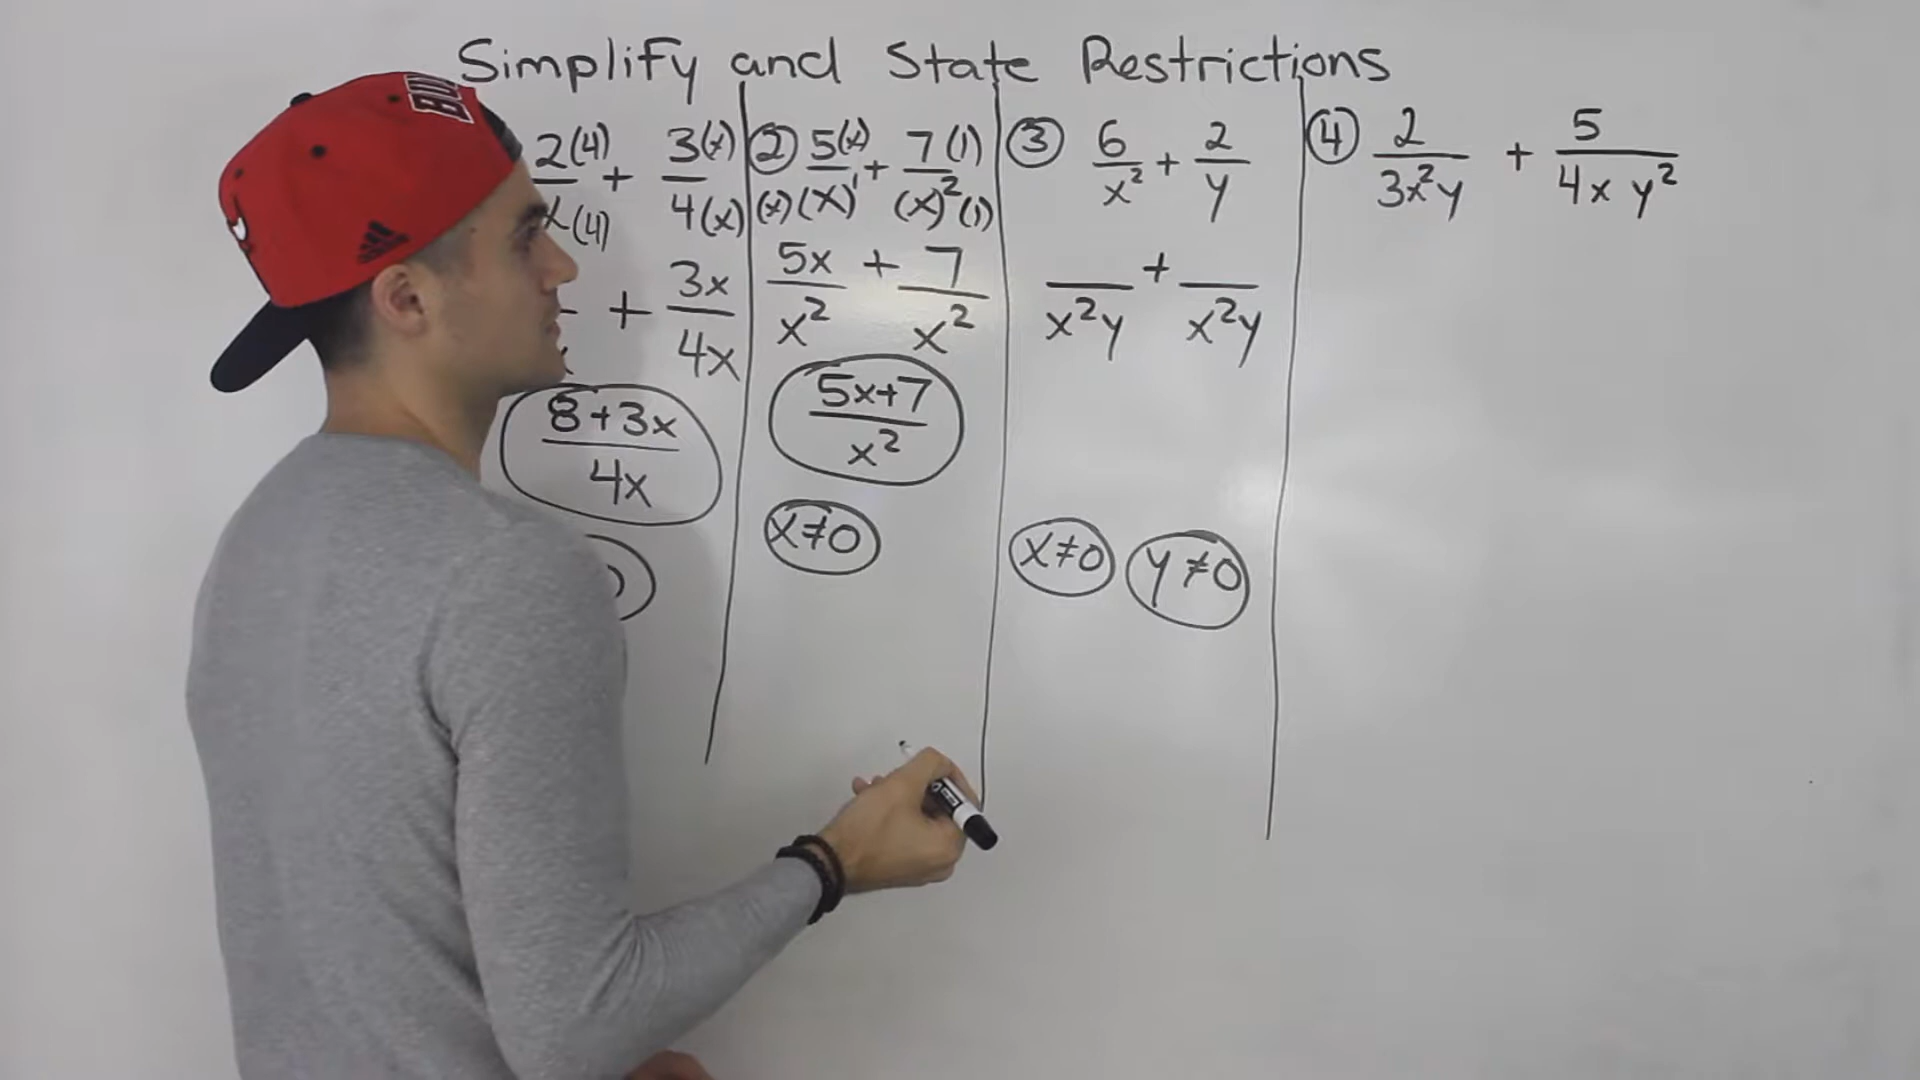 Simplify and State Restrictions
2(4) + 3(x)
x(4) 4(x)
+ 3x
4x
8+3x
4x
② 5(x) + 7(1)
(x)(x)¹ (x)²(1)
5x + 7
x² x²
5x+7
x²
x≠0
③ 6 + 2
x² y
+
x²y x²y
x≠0 y≠0
④ 2 + 5
3x²y 4xy²